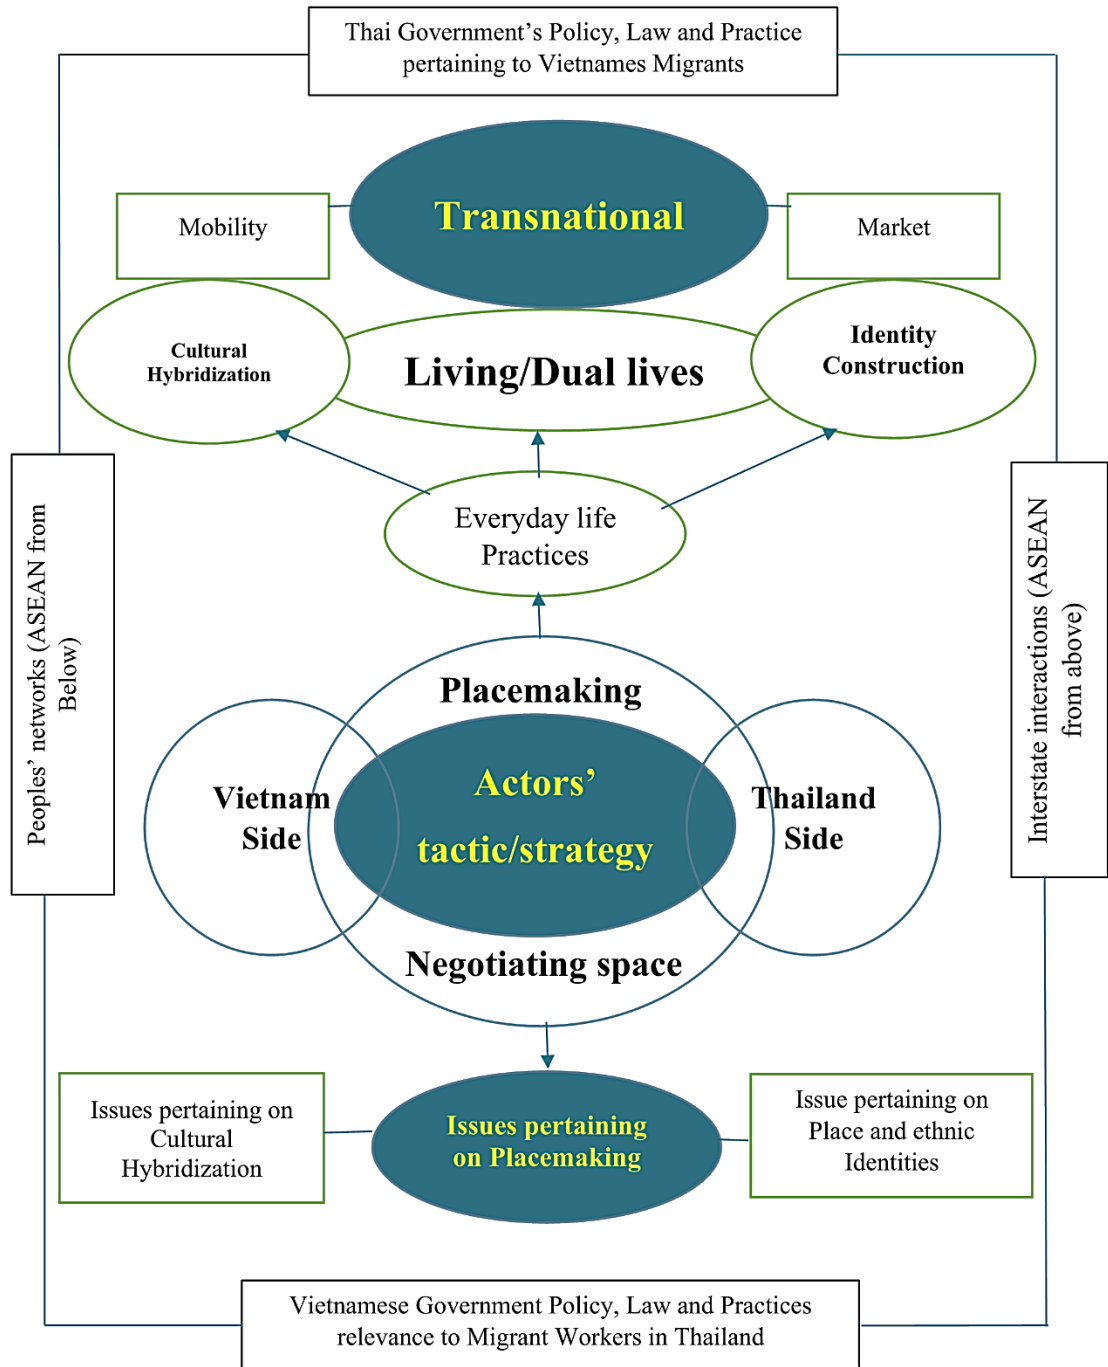 Thai Government’s Policy, Law and Practice
pertaining to Vietnames Migrants
Transnational
Mobility
Market
Cultural
Hybridization
Living/Dual lives
Identity
Construction
Everyday life
Practices
Peoples’ networks (ASEAN from
Below)
Interstate interactions (ASEAN
from above)
Placemaking
Vietnam
Side
Actors’
tactic/strategy
Thailand
Side
Negotiating space
Issues pertaining on
Cultural
Hybridization
Issues pertaining
on Placemaking
Issue pertaining on
Place and ethnic
Identities
Vietnamese Government Policy, Law and Practices
relevance to Migrant Workers in Thailand